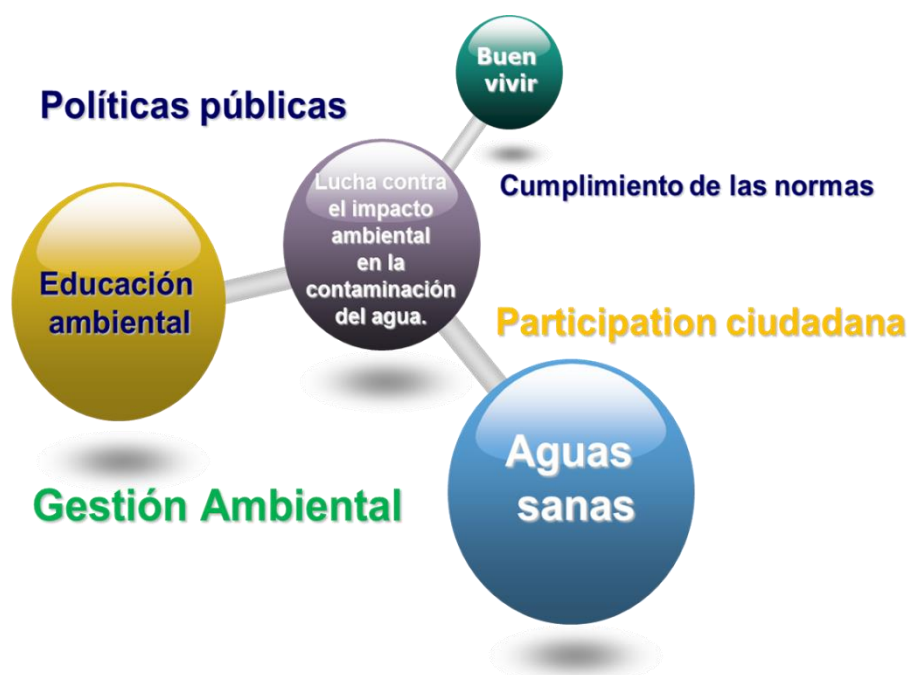 Buen
vivir
Políticas públicas
Lucha contra
el impacto
ambiental
en la
contaminación
del agua.
Cumplimiento de las normas
Educación
ambiental
Participation ciudadana
Aguas
sanas
Gestión Ambiental